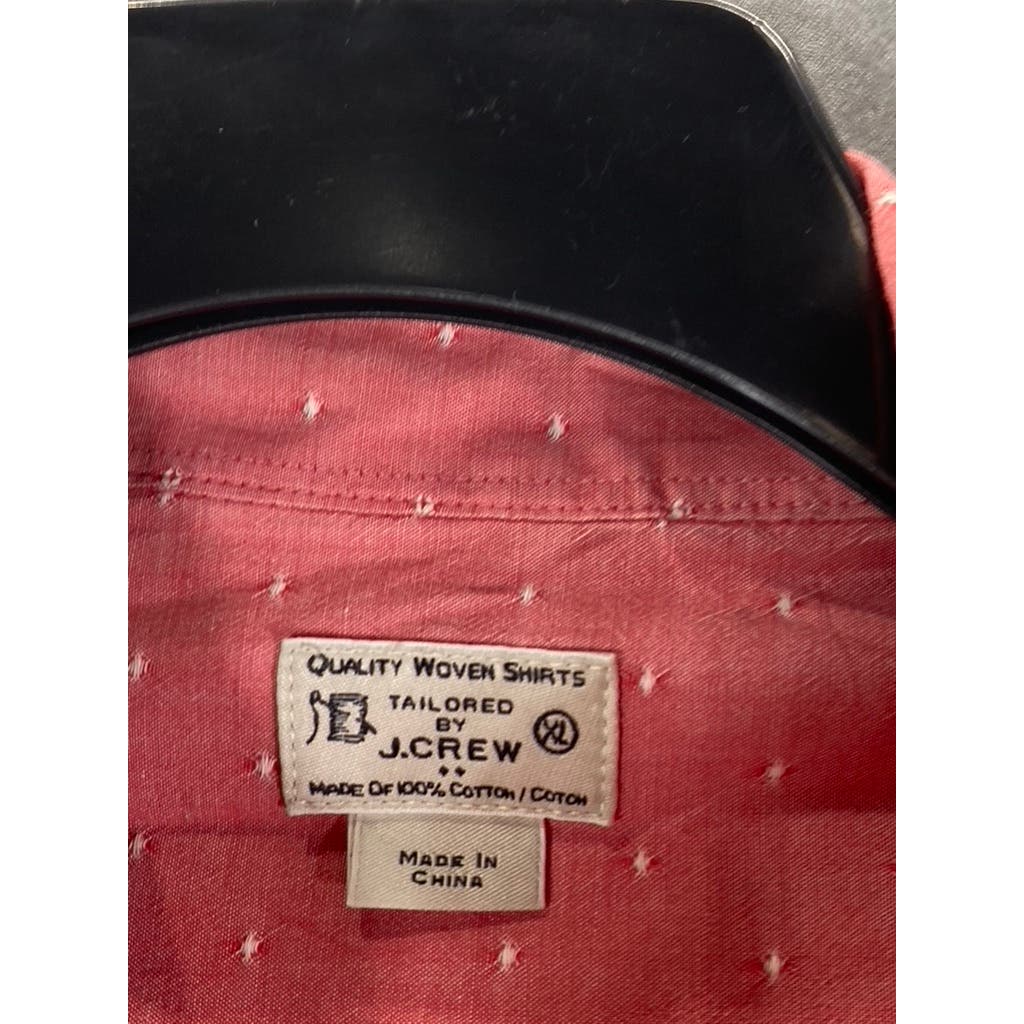 QUALITY WOVEN SHIRTS
TAILORED
BY
J.CREW
XL
MADE OF 100% COTTON / COTON
MADE IN
CHINA